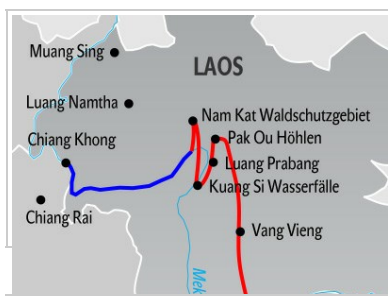 Muang Sing
LAOS
Luang Namtha
Nam Kat Waldschutzgebiet
Chiang Khong
Pak Ou Höhlen
Luang Prabang
Kuang Si Wasserfälle
Chiang Rai
Vang Vieng
Mek